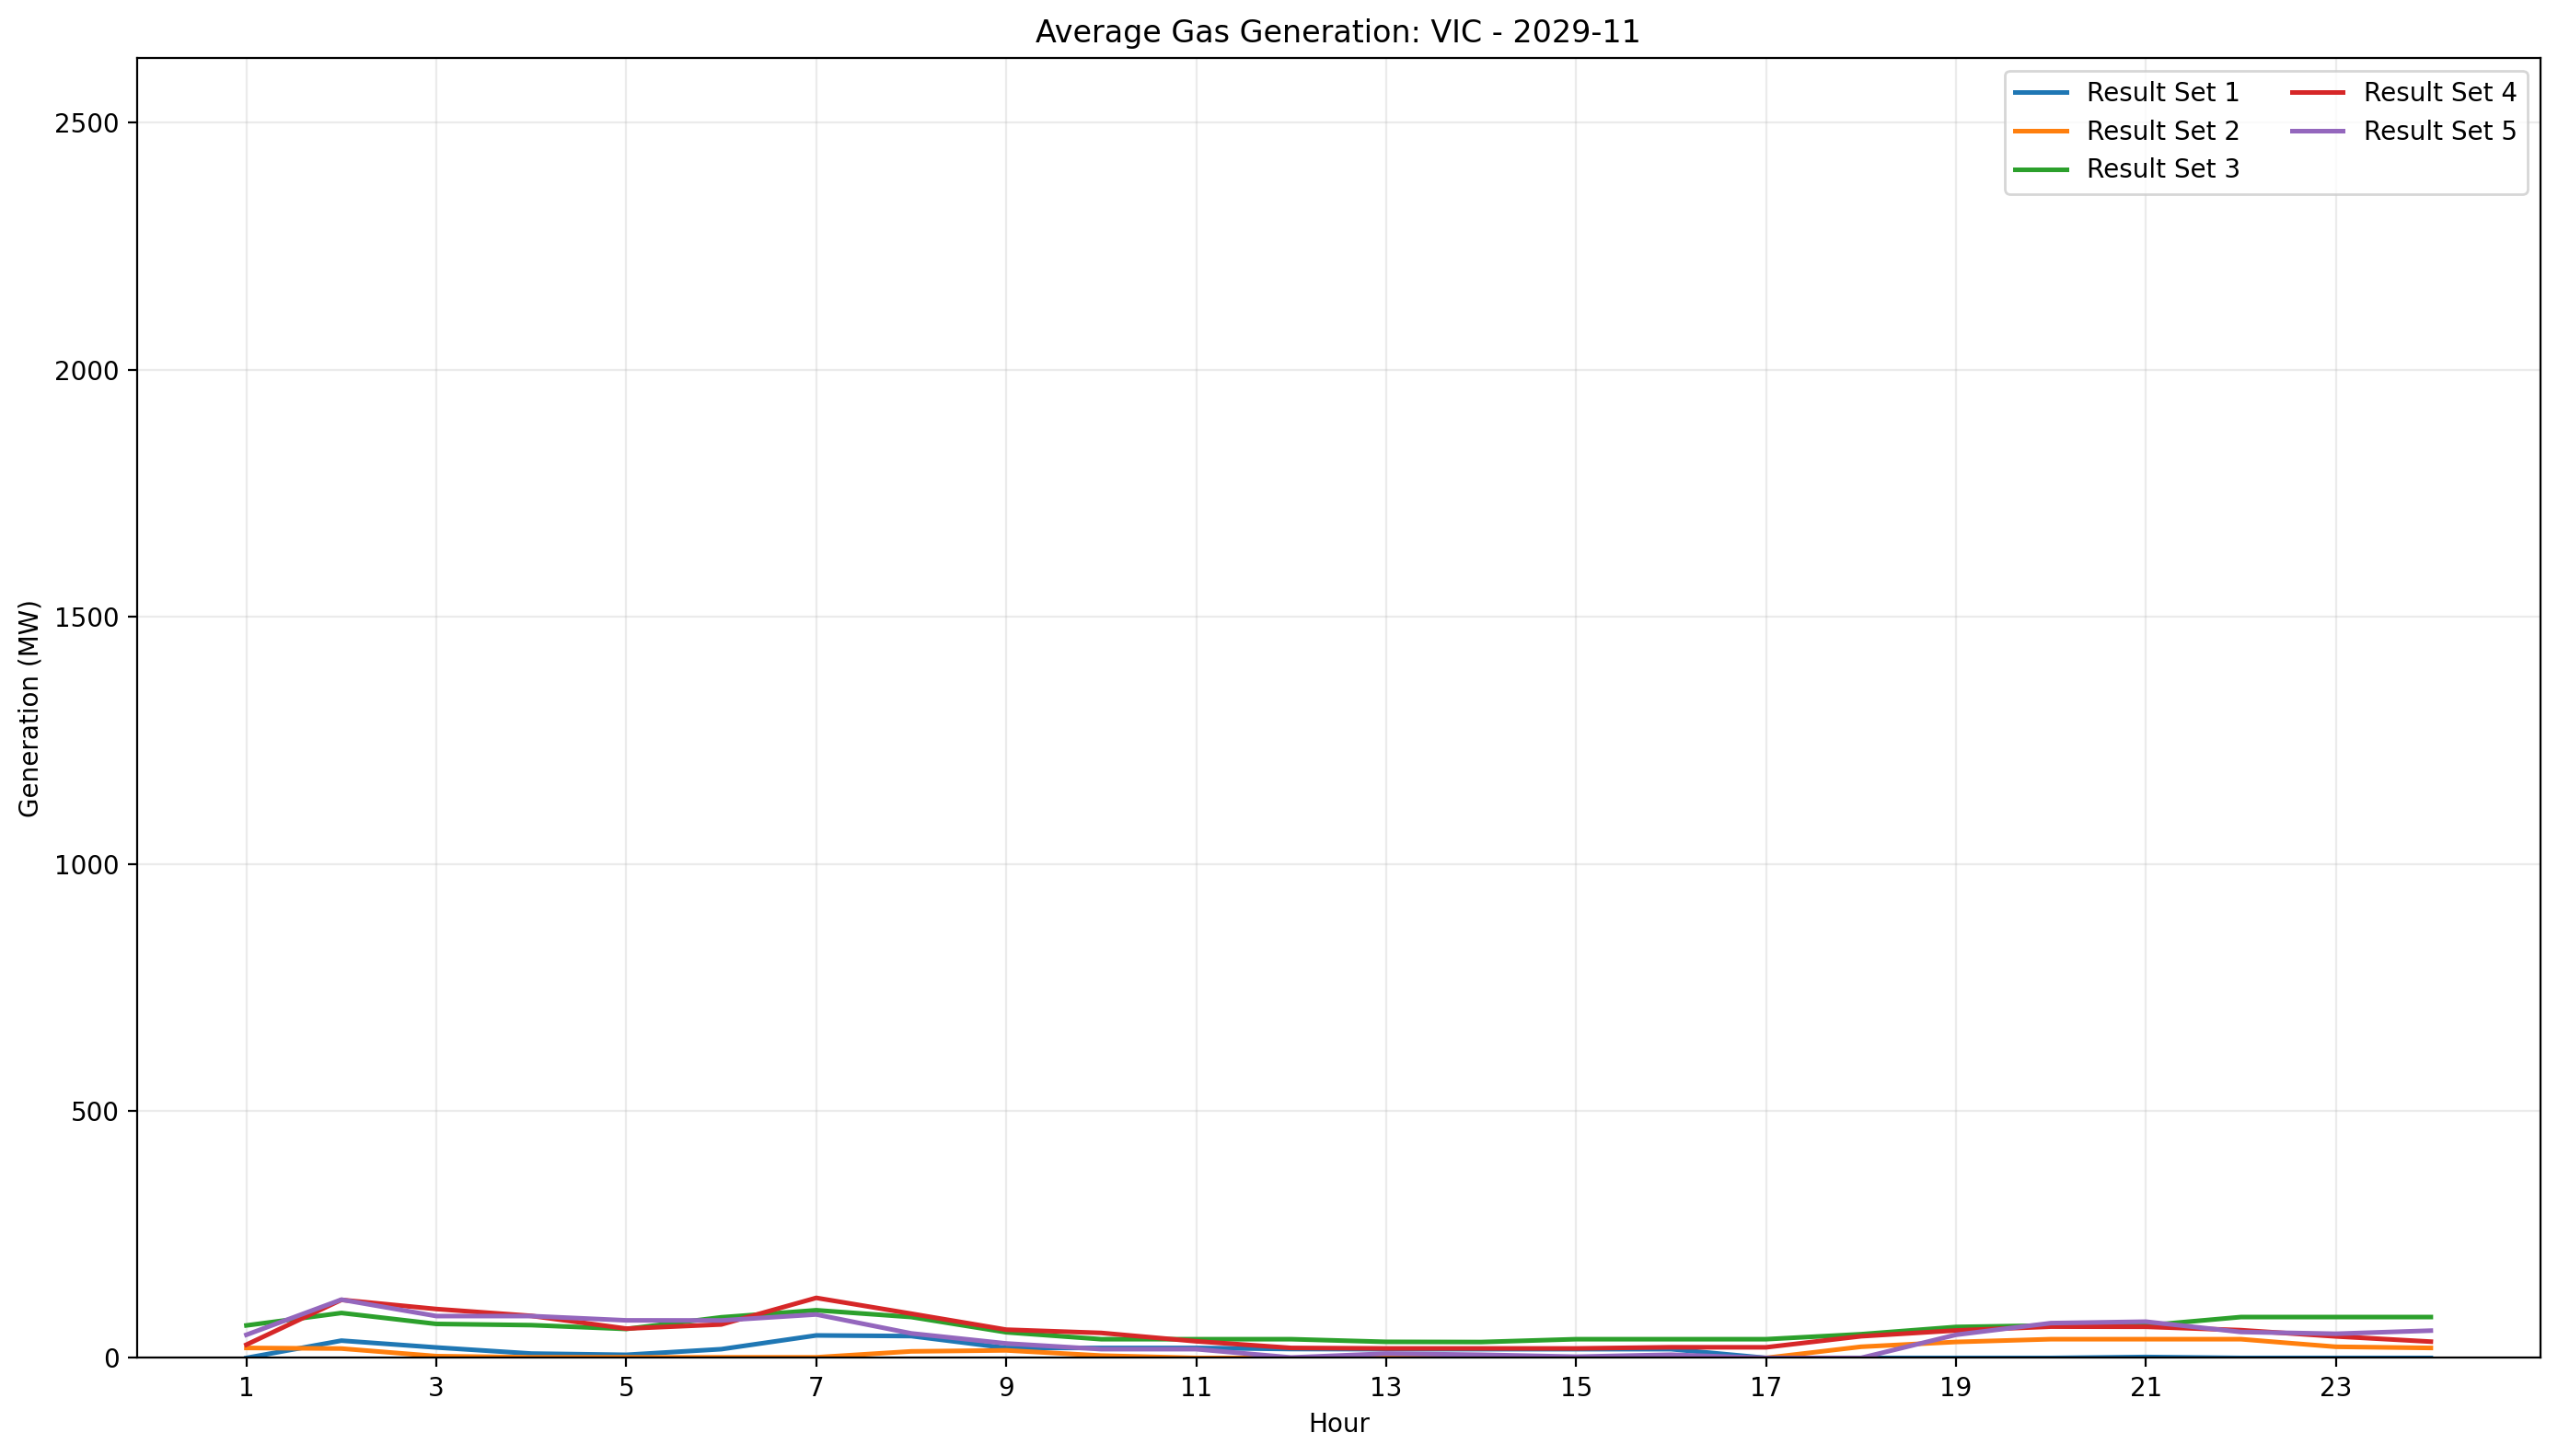 Average Gas Generation: VIC - 2029-11
Result Set 1
Result Set 2
Result Set 3
Result Set 4
Result Set 5
Generation (MW)
2500
2000
1500
1000
500
0
1 3 5 7 9 11 13 15 17 19 21 23
Hour